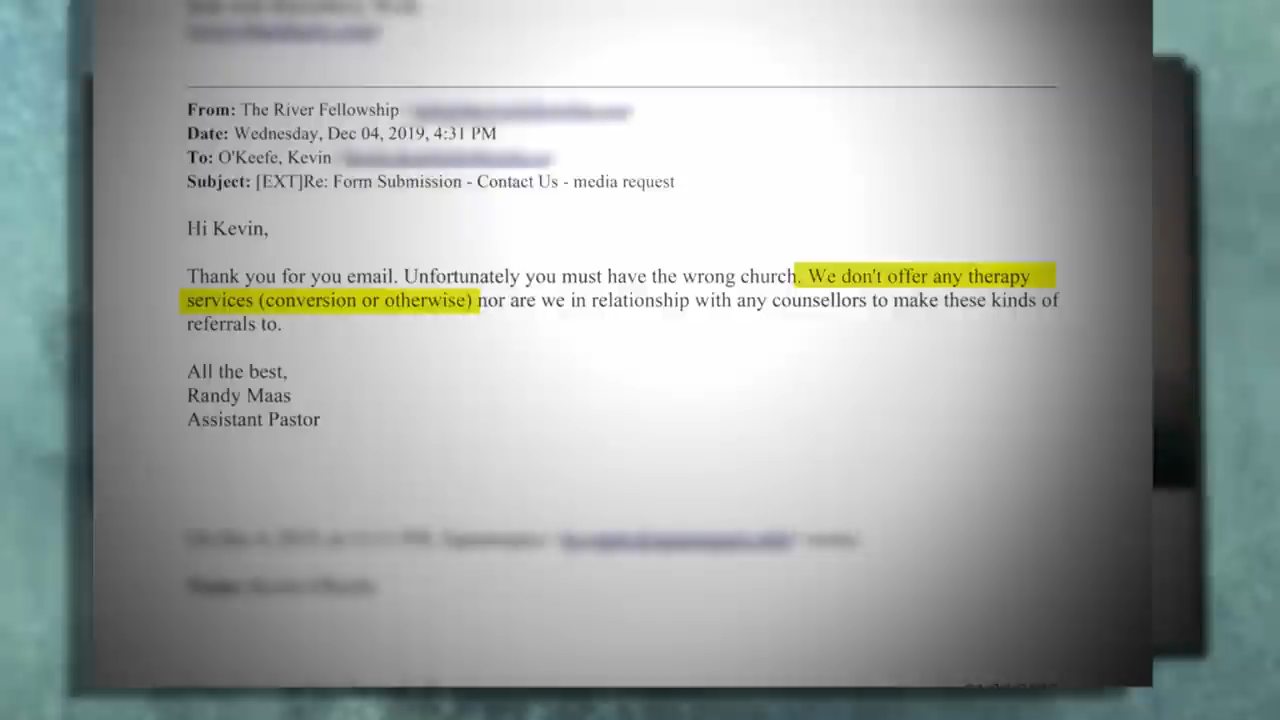 From: The River Fellowship
Date: Wednesday, Dec 04, 2019, 4:31 PM
To: O'Keefe, Kevin
Subject: [EXT]Re: Form Submission - Contact Us - media request
Hi Kevin,
Thank you for you email. Unfortunately you must have the wrong church. We don't offer any therapy
services (conversion or otherwise) nor are we in relationship with any counsellors to make these kinds of
referrals to.
All the best,
Randy Maas
Assistant Pastor